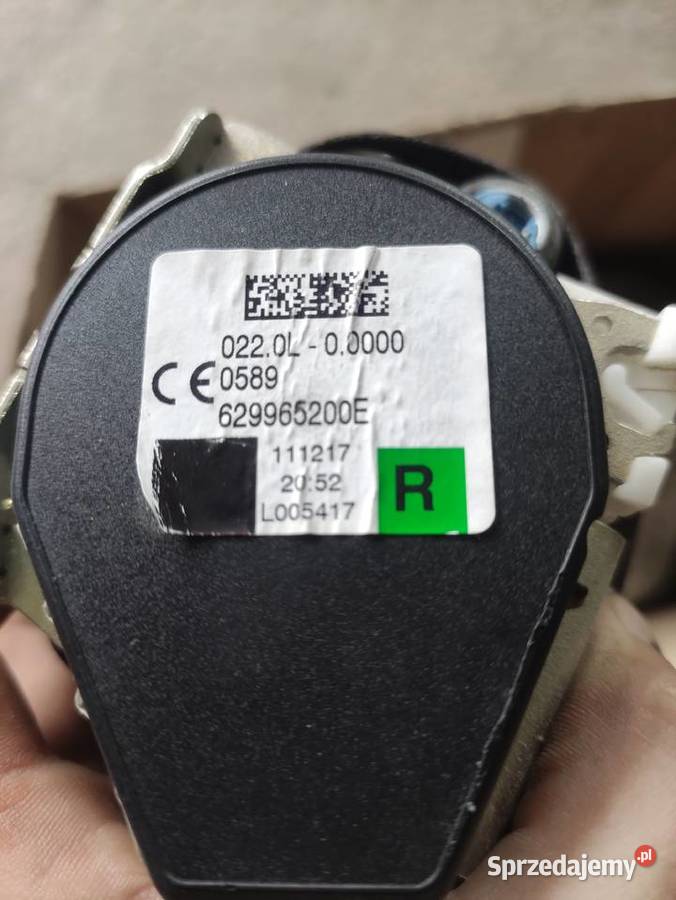 022.0L - 0.0000
CE 0589
629965200E
111217
20:52
L005417
R
Sprzedajemy.pl